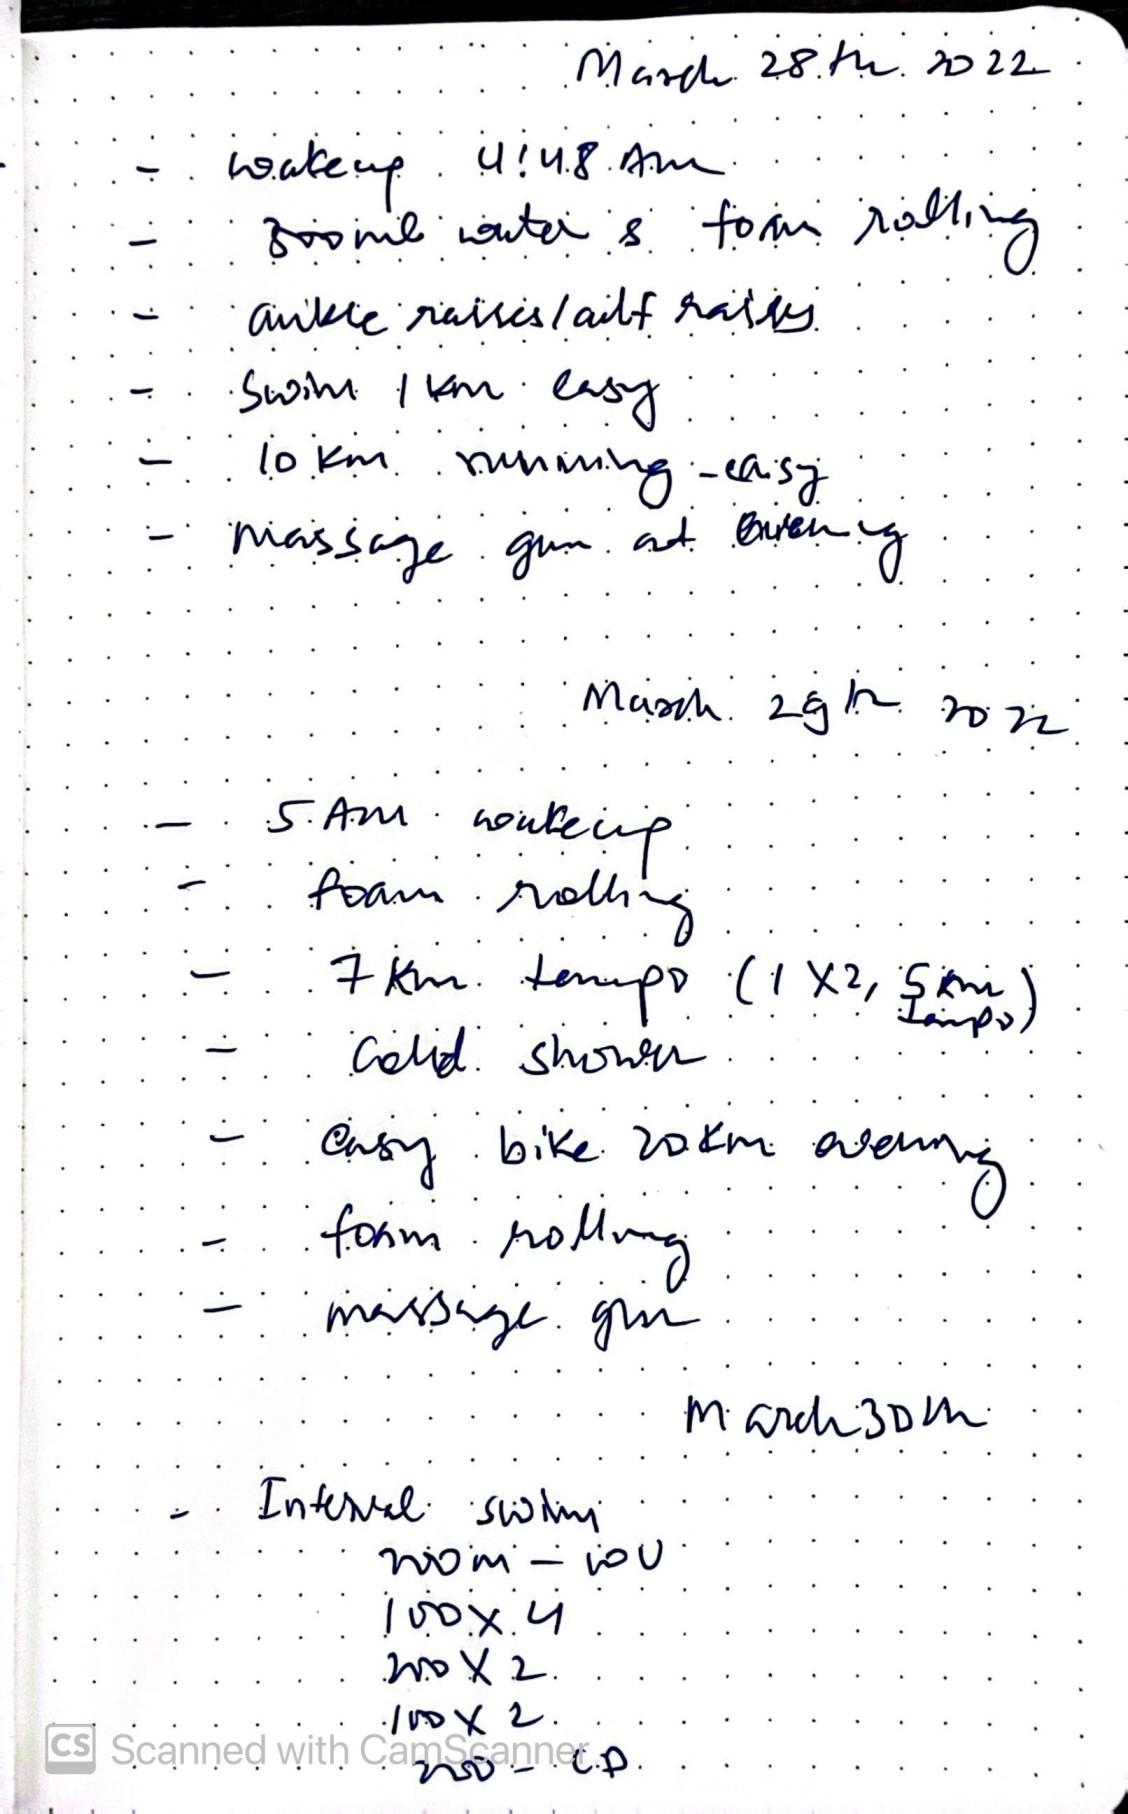 March 28th 2022
- wakeup 4:48 Am
- 300ml water & foam rolling
- ankle raises/calf raises
- Swim 1 km easy
- 10 km running - easy
- massage gun at evening
March 29th 2022
- 5 Am wakeup
- foam rolling
- 7 km tempo (1 X 2, 5 km
tempo)
- Cold shower
- easy bike 20 km evening
- foam rolling
- massage gun
March 30th
- Interval swim
200m - WU
100 X 4
200 X 2
100 X 2
200 - C.D.
CS Scanned with CamScanner